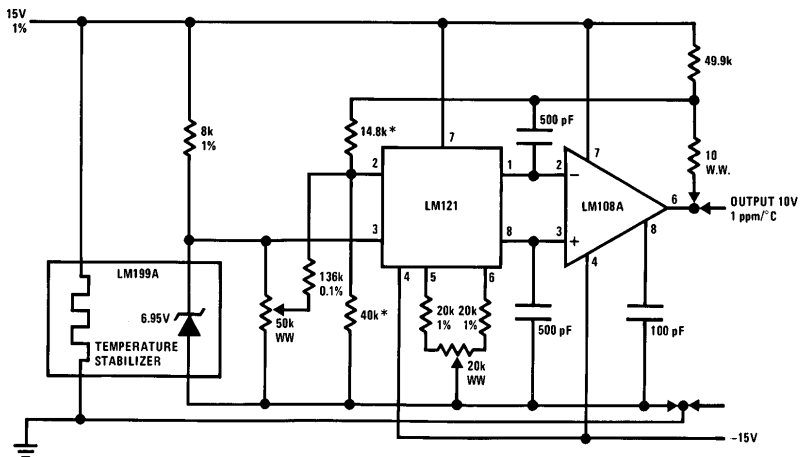 15V
1%
49.9k
8k
1%
14.8k*
500 pF
7
7
10
W.W.
2
1
2
−
LM121
LM108A
6
OUTPUT 10V
1 ppm/°C
3
8
3
+
8
4
LM199A
136k
0.1%
4
5
6
6.95V
50k
WW
40k*
20k
1%
20k
1%
500 pF
100 pF
TEMPERATURE
STABILIZER
20k
WW
−15V